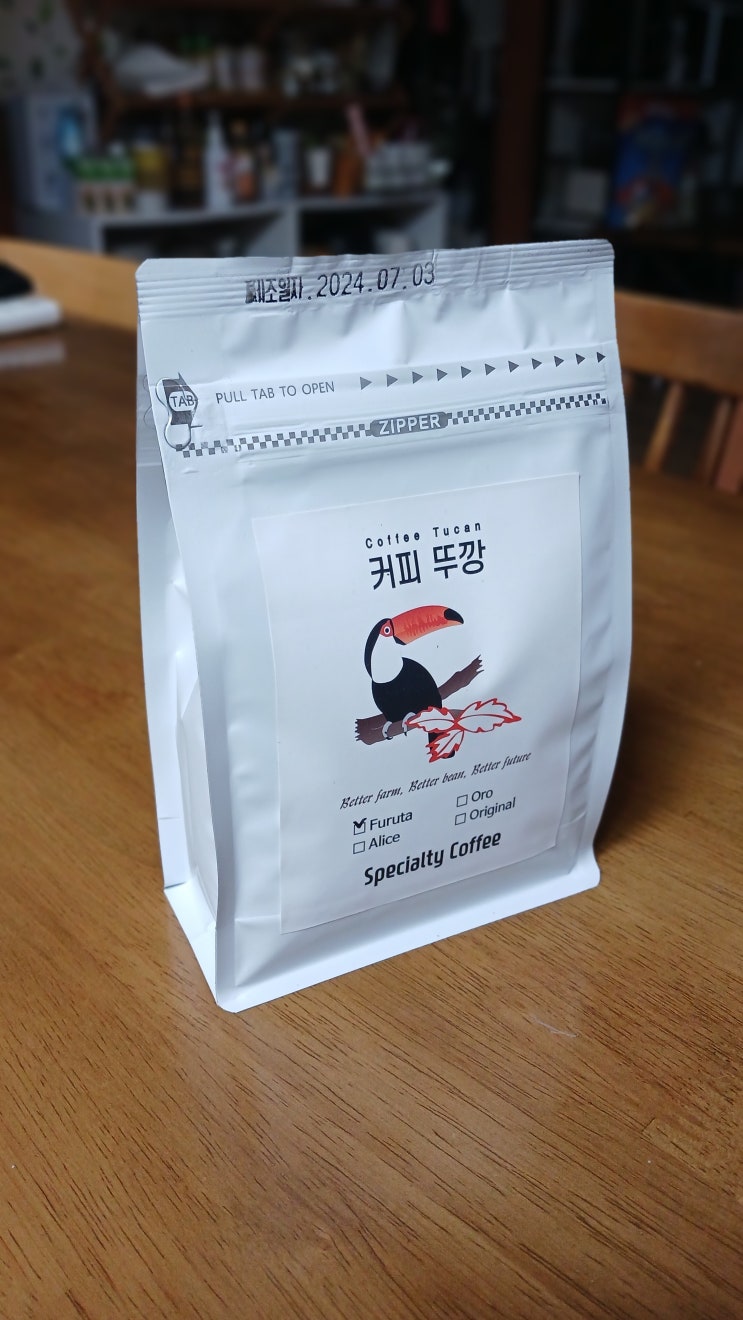 제조일자.2024.07.03
TAB
PULL TAB TO OPEN
ZIPPER
Coffee Tucan
커피 뚜깡
Better farm, Better bean, Better future
☑ Furuta
☐ Oro
☐ Alice
☐ Original
Specialty Coffee